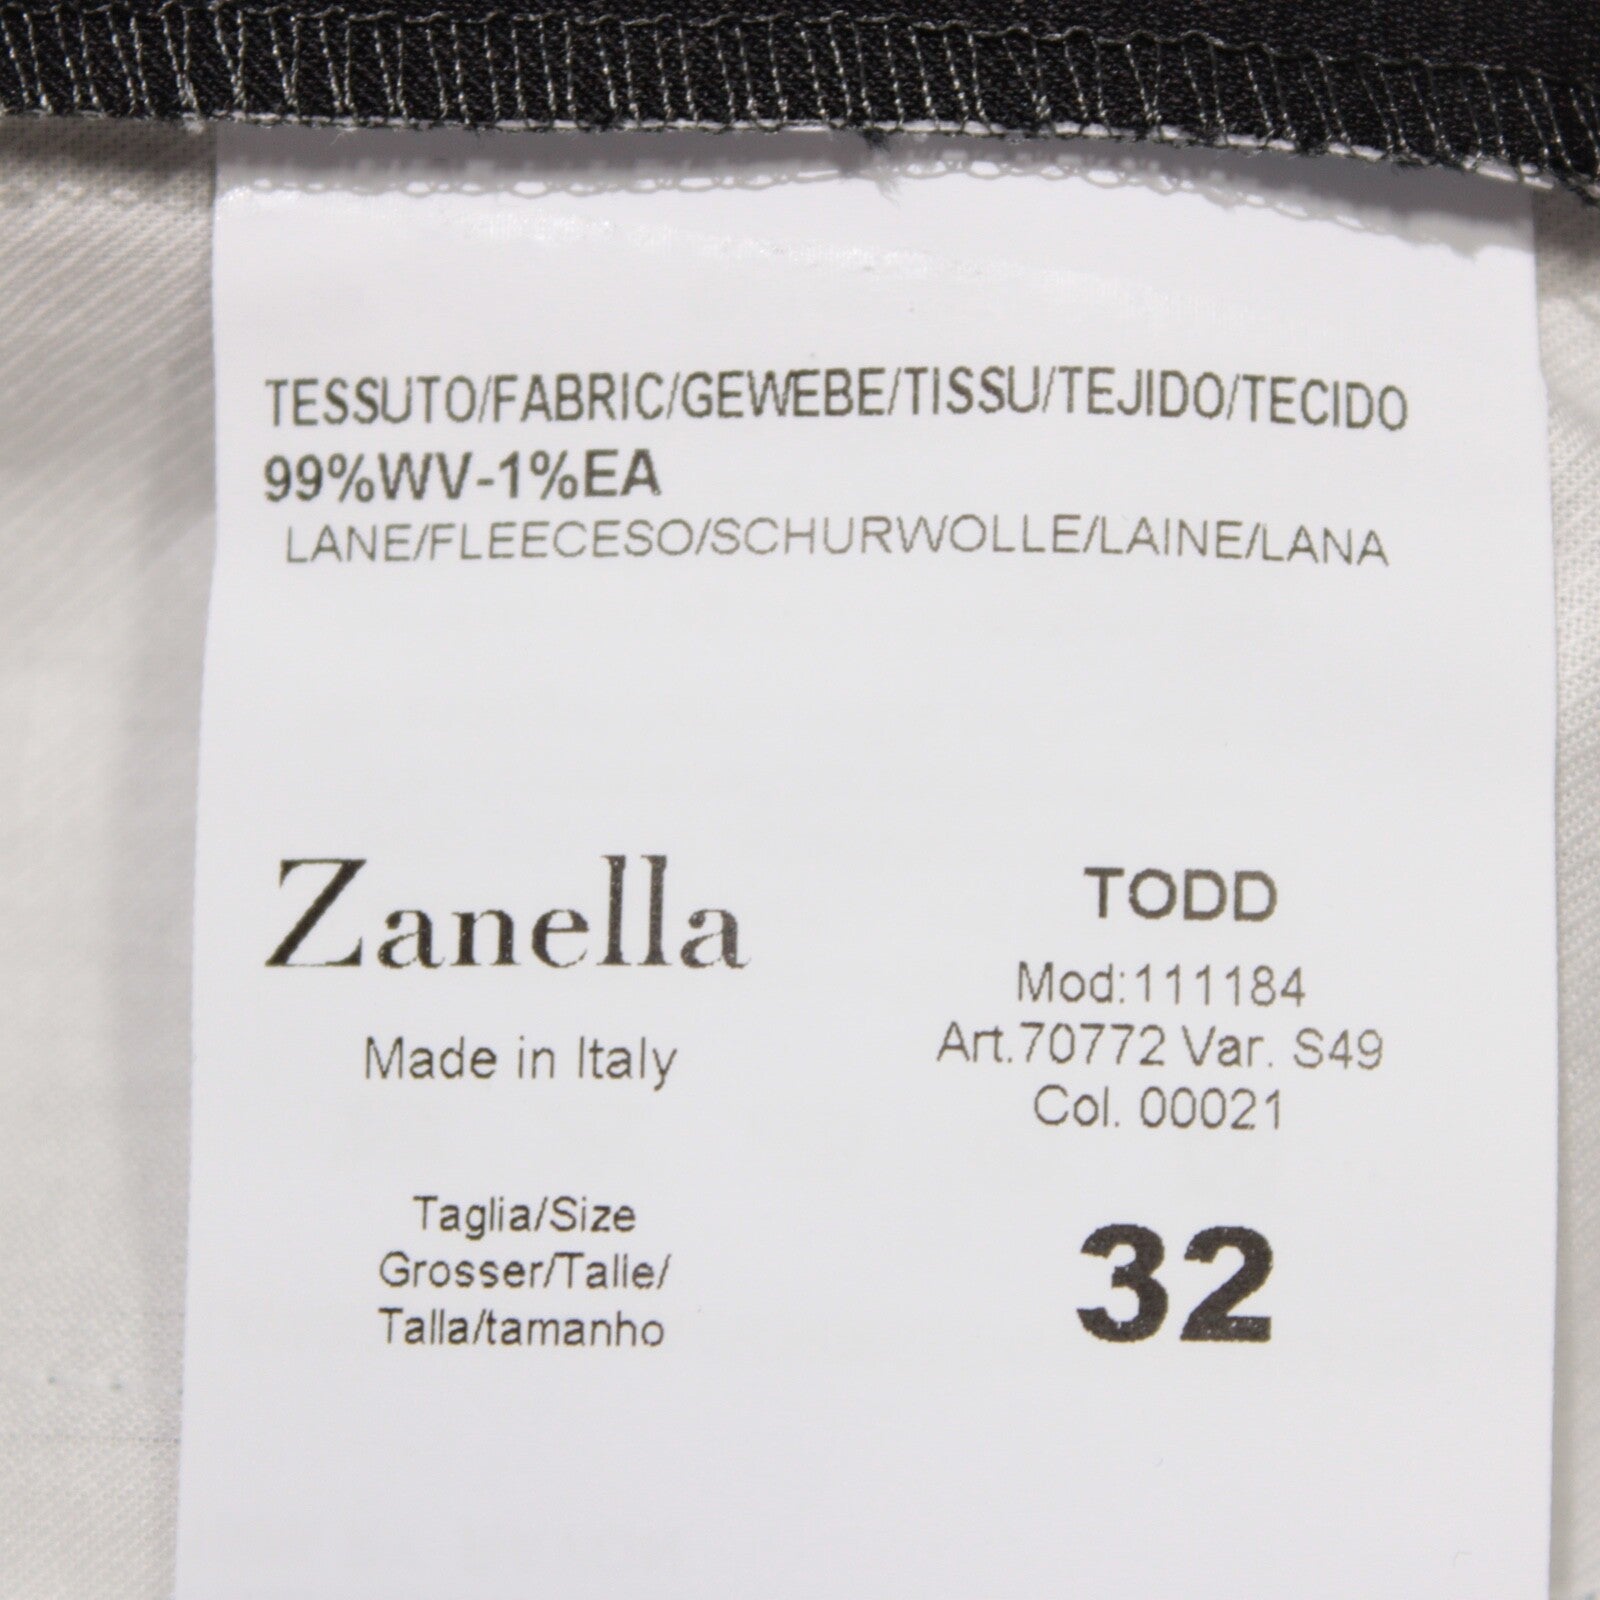 TESSUTO/FABRIC/GEWEBE/TISSU/TEJIDO/TECIDO
99%WV-1%EA
LANE/FLEECESO/SCHURWOLLE/LAINE/LANA
Zanella
Made in Italy
TODD
Mod:111184
Art.70772 Var. S49
Col. 00021
Taglia/Size
Grosser/Talie/
Talla/tamanho
32